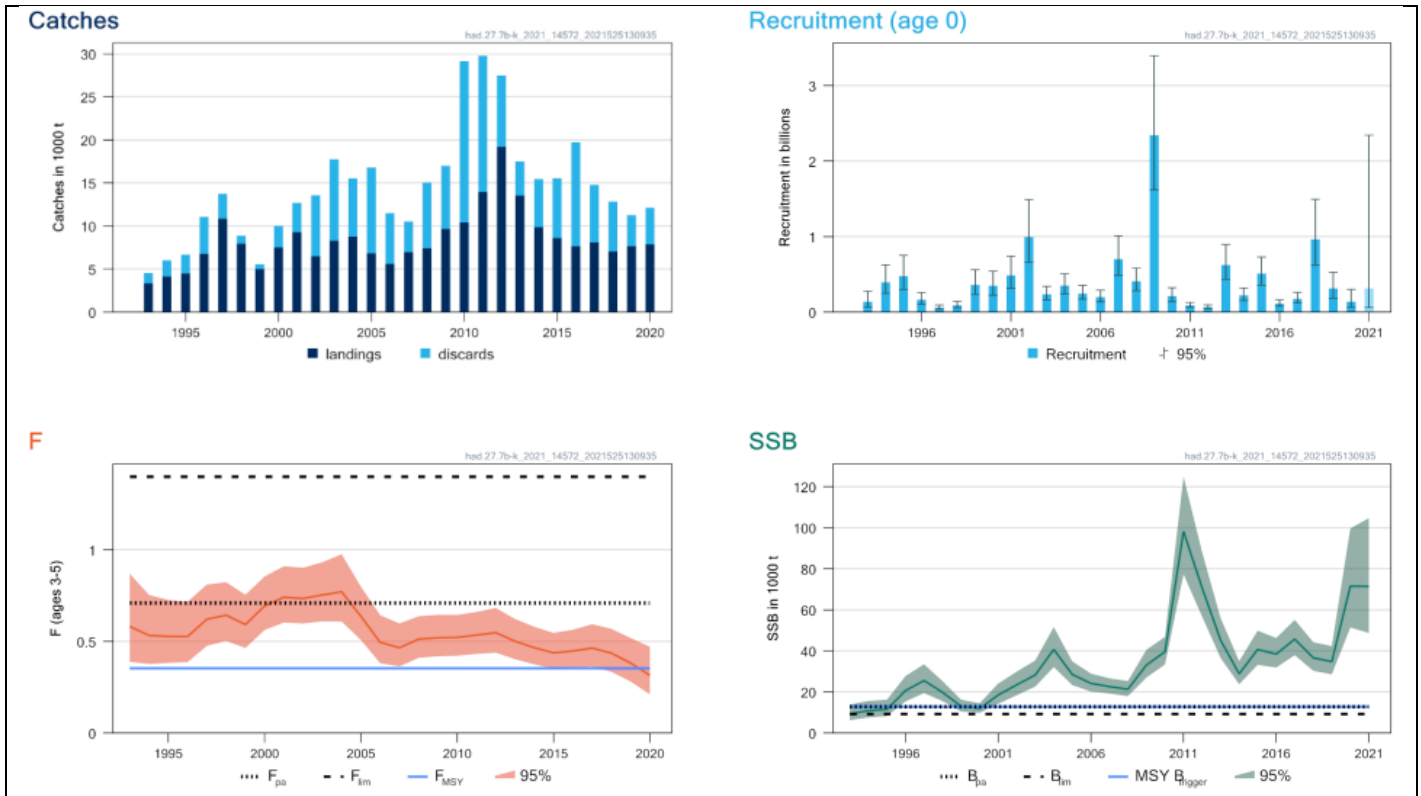 Catches
had.27.7b-k_2021_14572_2021525130935
Catches in 1000 t
30
25
20
15
10
5
0
1995
2000
2005
2010
2015
2020
landings
discards
Recruitment (age 0)
had.27.7b-k_2021_14572_2021525130935
Recruitment in billions
3
2
1
0
1996
2001
2006
2011
2016
2021
Recruitment
95%
F
had.27.7b-k_2021_14572_2021525130935
F (ages 3-5)
1
0.5
0
1995
2000
2005
2010
2015
2020
Fpa
Flim
FMSY
95%
SSB
had.27.7b-k_2021_14572_2021525130935
SSB in 1000 t
120
100
80
60
40
20
0
1996
2001
2006
2011
2016
2021
Bpa
Blim
MSY Btrigger
95%